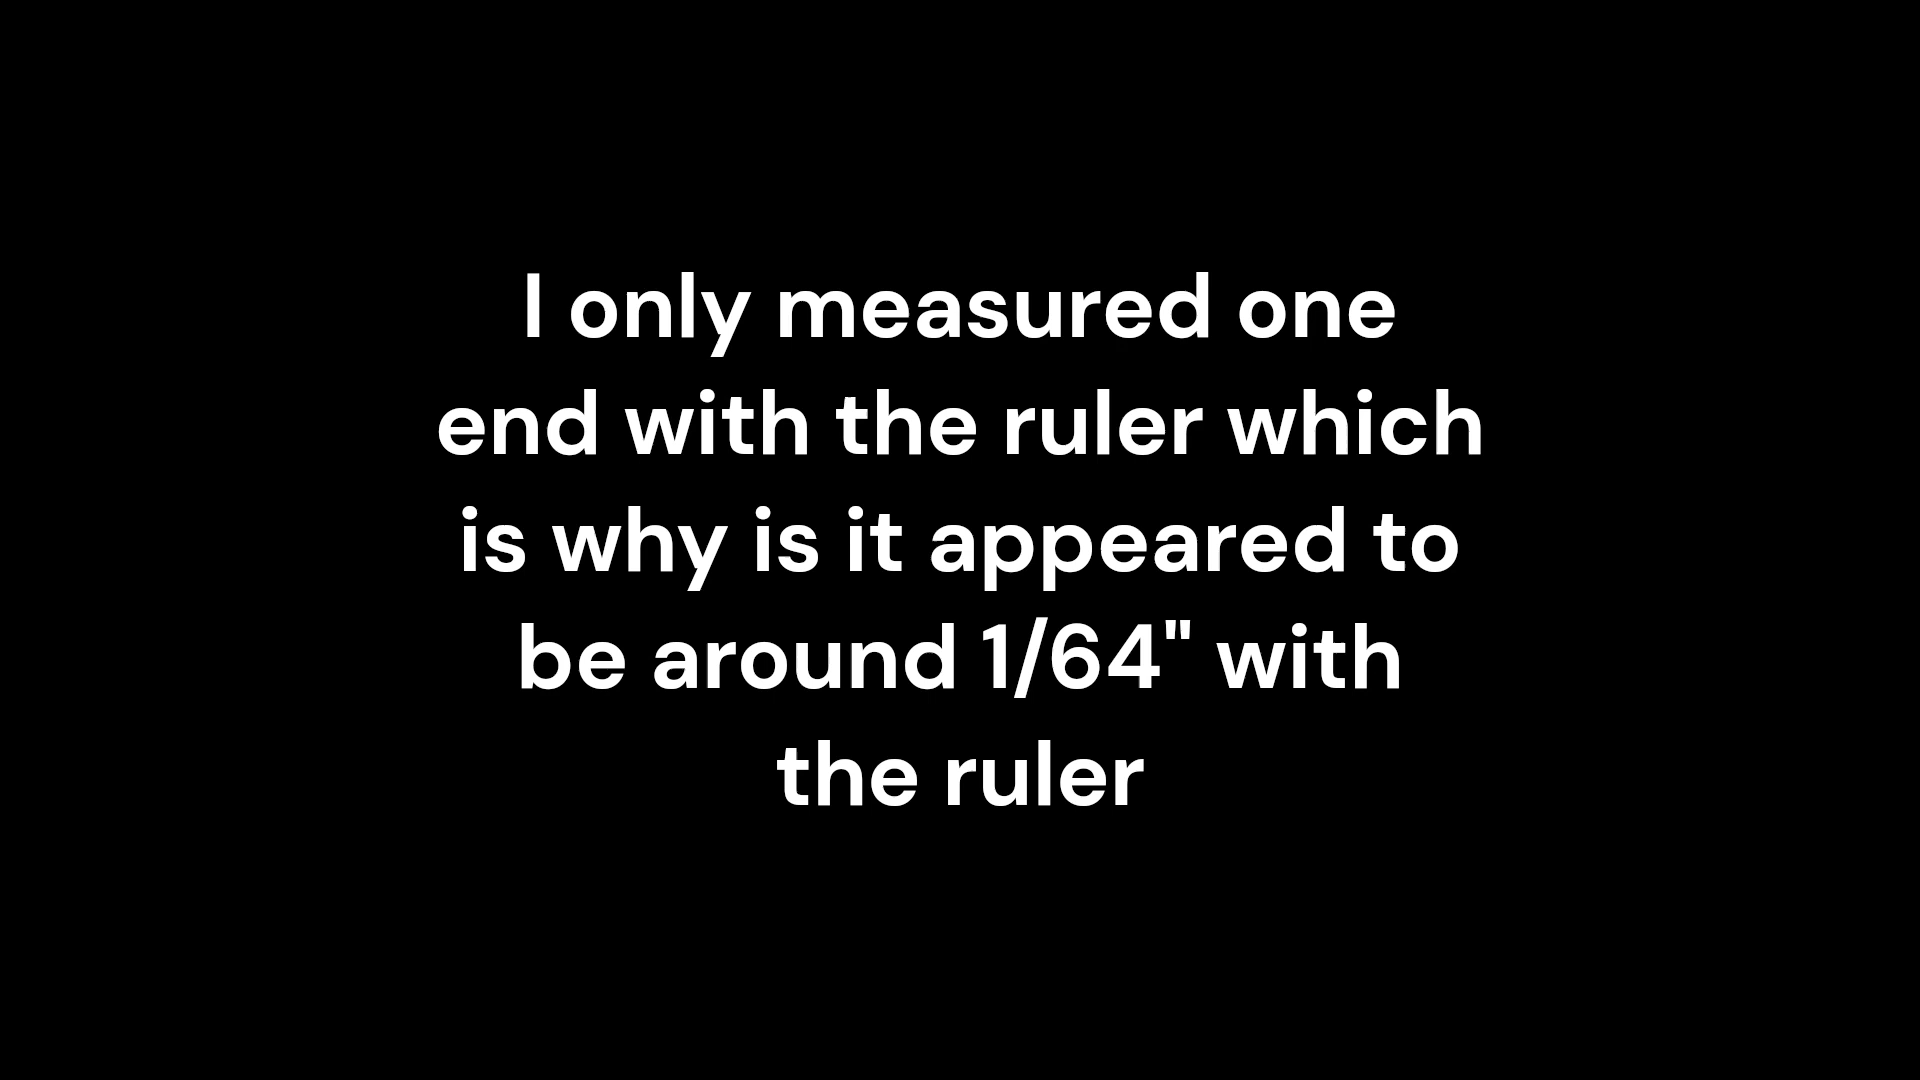 I only measured one
end with the ruler which
is why is it appeared to
be around 1/64" with
the ruler